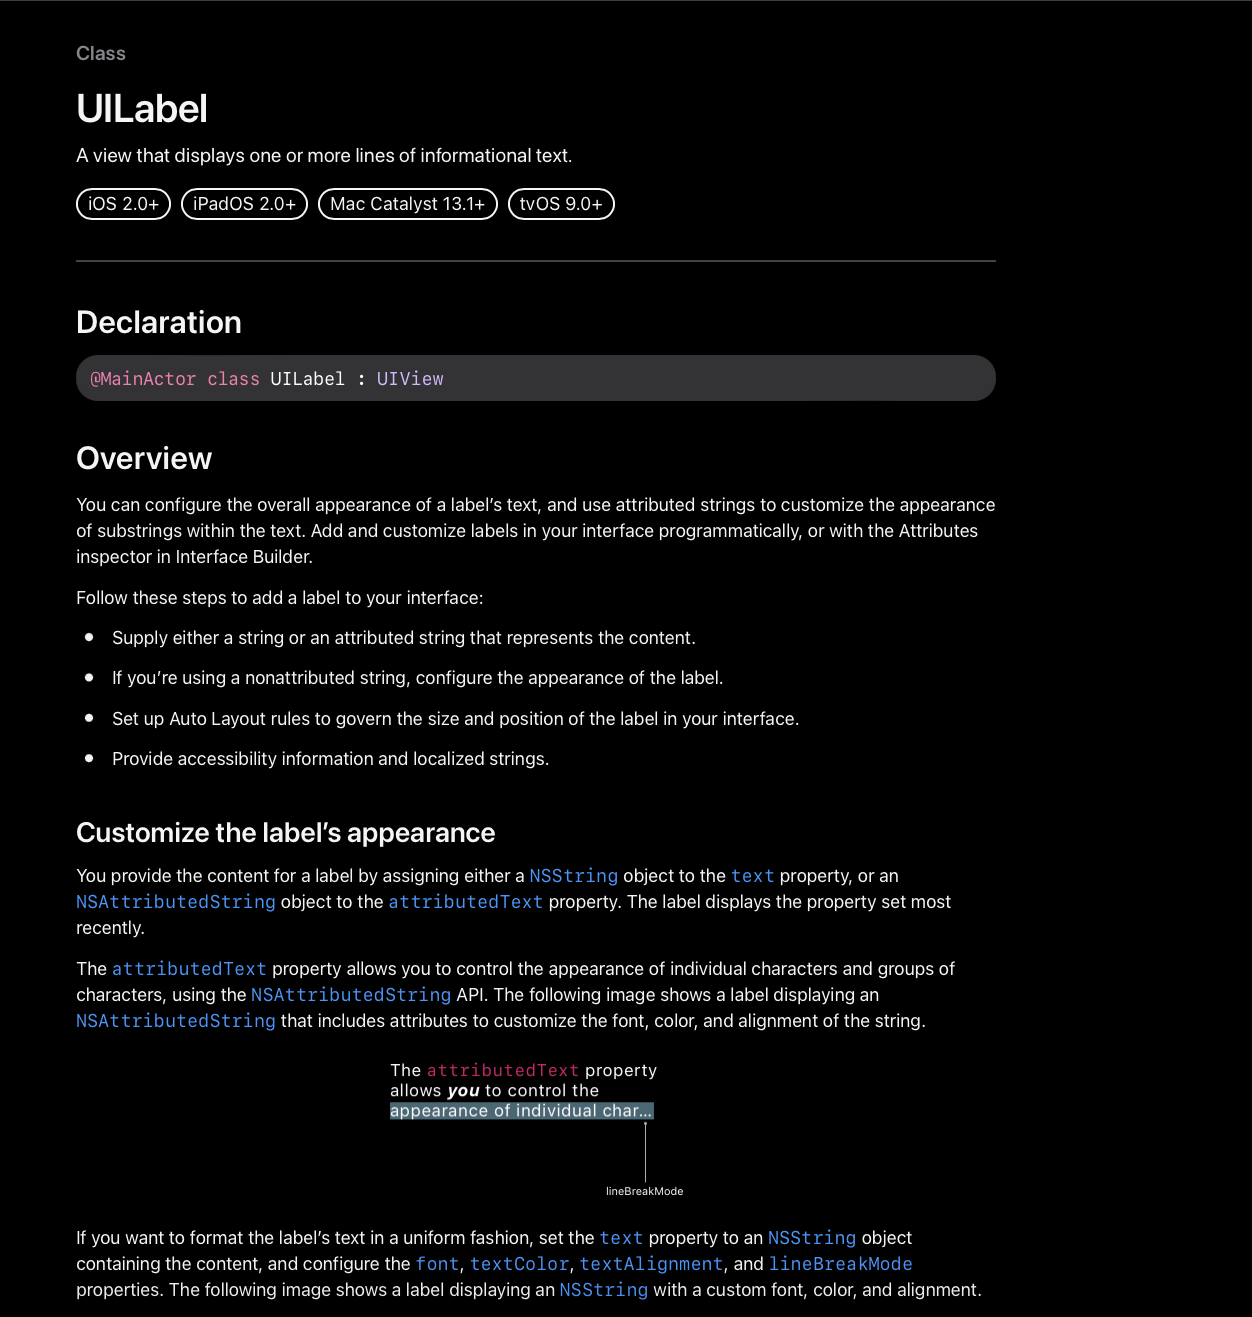 Class
UILabel
A view that displays one or more lines of informational text.
iOS 2.0+ iPadOS 2.0+ Mac Catalyst 13.1+ tvOS 9.0+
Declaration
@MainActor class UILabel : UIView
Overview
You can configure the overall appearance of a label’s text, and use attributed strings to customize the appearance
of substrings within the text. Add and customize labels in your interface programmatically, or with the Attributes
inspector in Interface Builder.
Follow these steps to add a label to your interface:
• Supply either a string or an attributed string that represents the content.
• If you’re using a nonattributed string, configure the appearance of the label.
• Set up Auto Layout rules to govern the size and position of the label in your interface.
• Provide accessibility information and localized strings.
Customize the label’s appearance
You provide the content for a label by assigning either a NSString object to the text property, or an
NSAttributedString object to the attributedText property. The label displays the property set most
recently.
The attributedText property allows you to control the appearance of individual characters and groups of
characters, using the NSAttributedString API. The following image shows a label displaying an
NSAttributedString that includes attributes to customize the font, color, and alignment of the string.
The attributedText property
allows you to control the
appearance of individual char...
lineBreakMode
If you want to format the label’s text in a uniform fashion, set the text property to an NSString object
containing the content, and configure the font, textColor, textAlignment, and lineBreakMode
properties. The following image shows a label displaying an NSString with a custom font, color, and alignment.